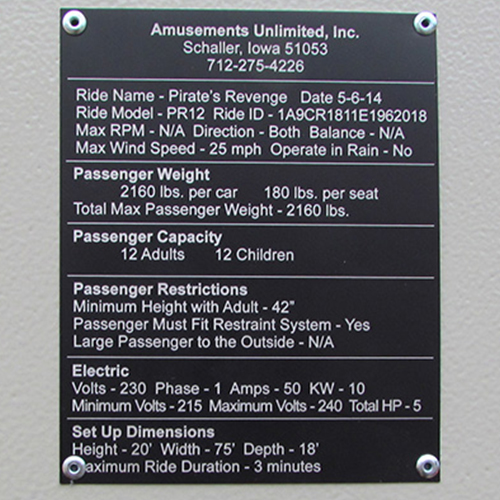 Amusements Unlimited, Inc.
Schaller, Iowa 51053
712-275-4226
Ride Name - Pirate's Revenge Date 5-6-14
Ride Model - PR12 Ride ID - 1A9CR1811E1962018
Max RPM - N/A Direction - Both Balance - N/A
Max Wind Speed - 25 mph Operate in Rain - No
Passenger Weight
2160 lbs. per car 180 lbs. per seat
Total Max Passenger Weight - 2160 lbs.
Passenger Capacity
12 Adults 12 Children
Passenger Restrictions
Minimum Height with Adult - 42"
Passenger Must Fit Restraint System - Yes
Large Passenger to the Outside - N/A
Electric
Volts - 230 Phase - 1 Amps - 50 KW - 10
Minimum Volts - 215 Maximum Volts - 240 Total HP - 5
Set Up Dimensions
Height - 20' Width - 75' Depth - 18'
Maximum Ride Duration - 3 minutes